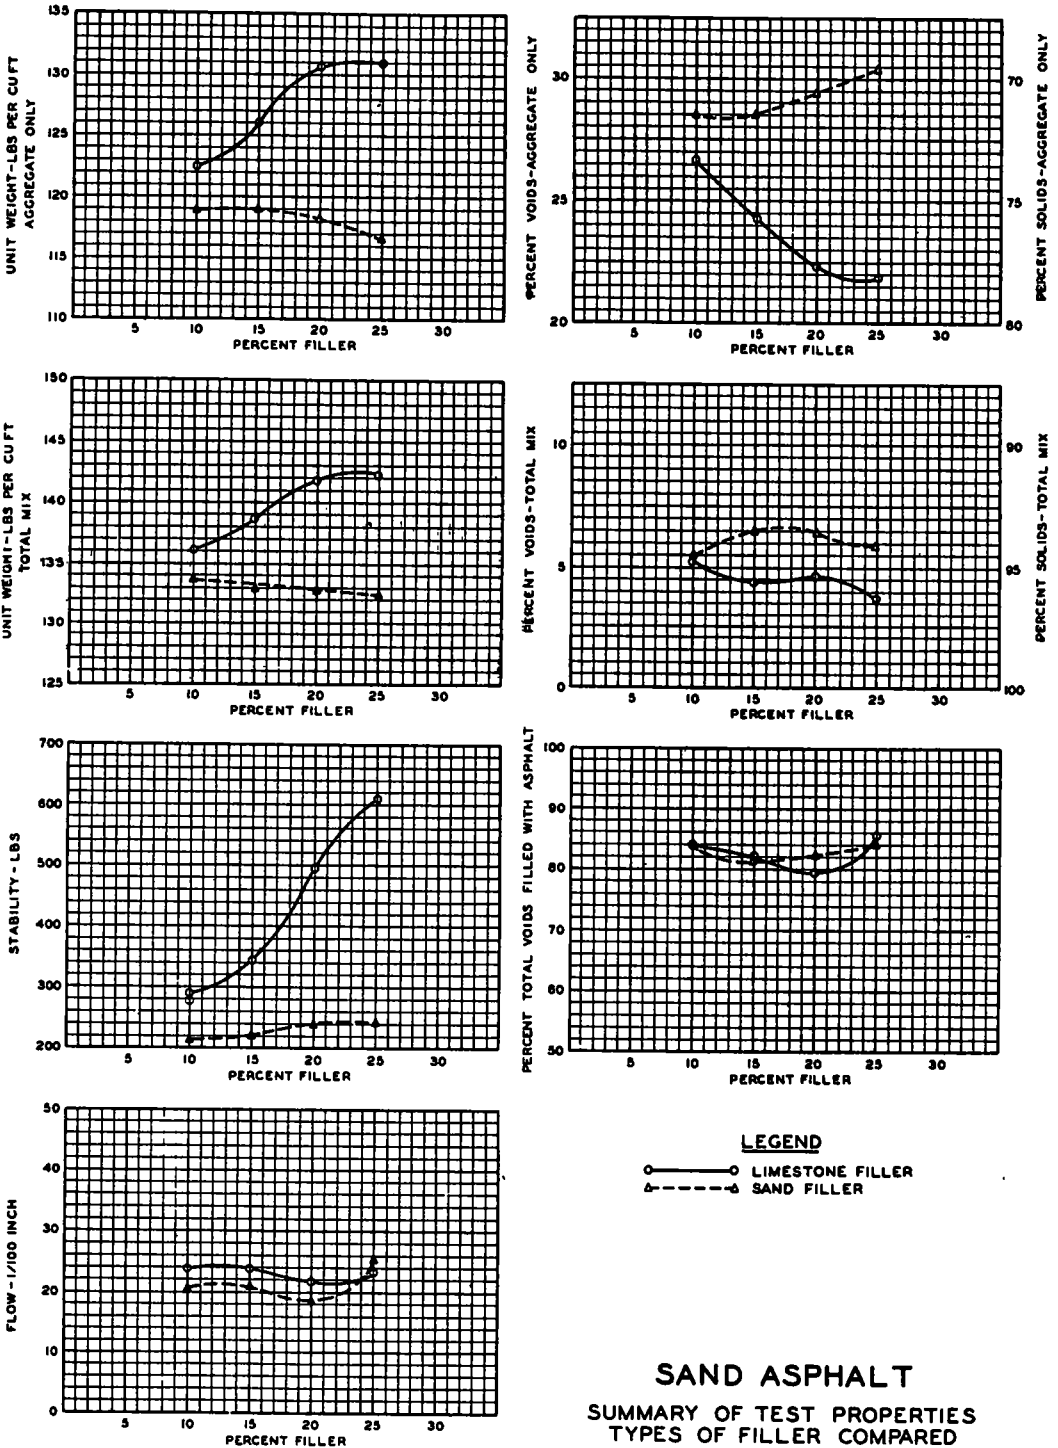 UNIT WEIGHT-LBS PER CU FT
AGGREGATE ONLY
135
130
125
120
115
110
5 10 15 20 25 30
PERCENT FILLER
PERCENT VOIDS-AGGREGATE ONLY
30
25
20
5 10 15 20 25 30
PERCENT FILLER
70
75
80
PERCENT SOLIDS-AGGREGATE ONLY
UNIT WEIGHT-LBS PER CU FT
TOTAL MIX
150
145
140
135
130
125
5 10 15 20 25 30
PERCENT FILLER
PERCENT VOIDS-TOTAL MIX
10
5
0
5 10 15 20 25 30
PERCENT FILLER
90
95
100
PERCENT SOLIDS-TOTAL MIX
STABILITY-LBS
700
600
500
400
300
200
5 10 15 20 25 30
PERCENT FILLER
PERCENT TOTAL VOIDS FILLED WITH ASPHALT
100
90
80
70
60
50
5 10 15 20 25 30
PERCENT FILLER
FLOW-1/100 INCH
50
40
30
20
10
0
5 10 15 20 25 30
PERCENT FILLER
LEGEND
LIMESTONE FILLER
SAND FILLER
SAND ASPHALT
SUMMARY OF TEST PROPERTIES
TYPES OF FILLER COMPARED